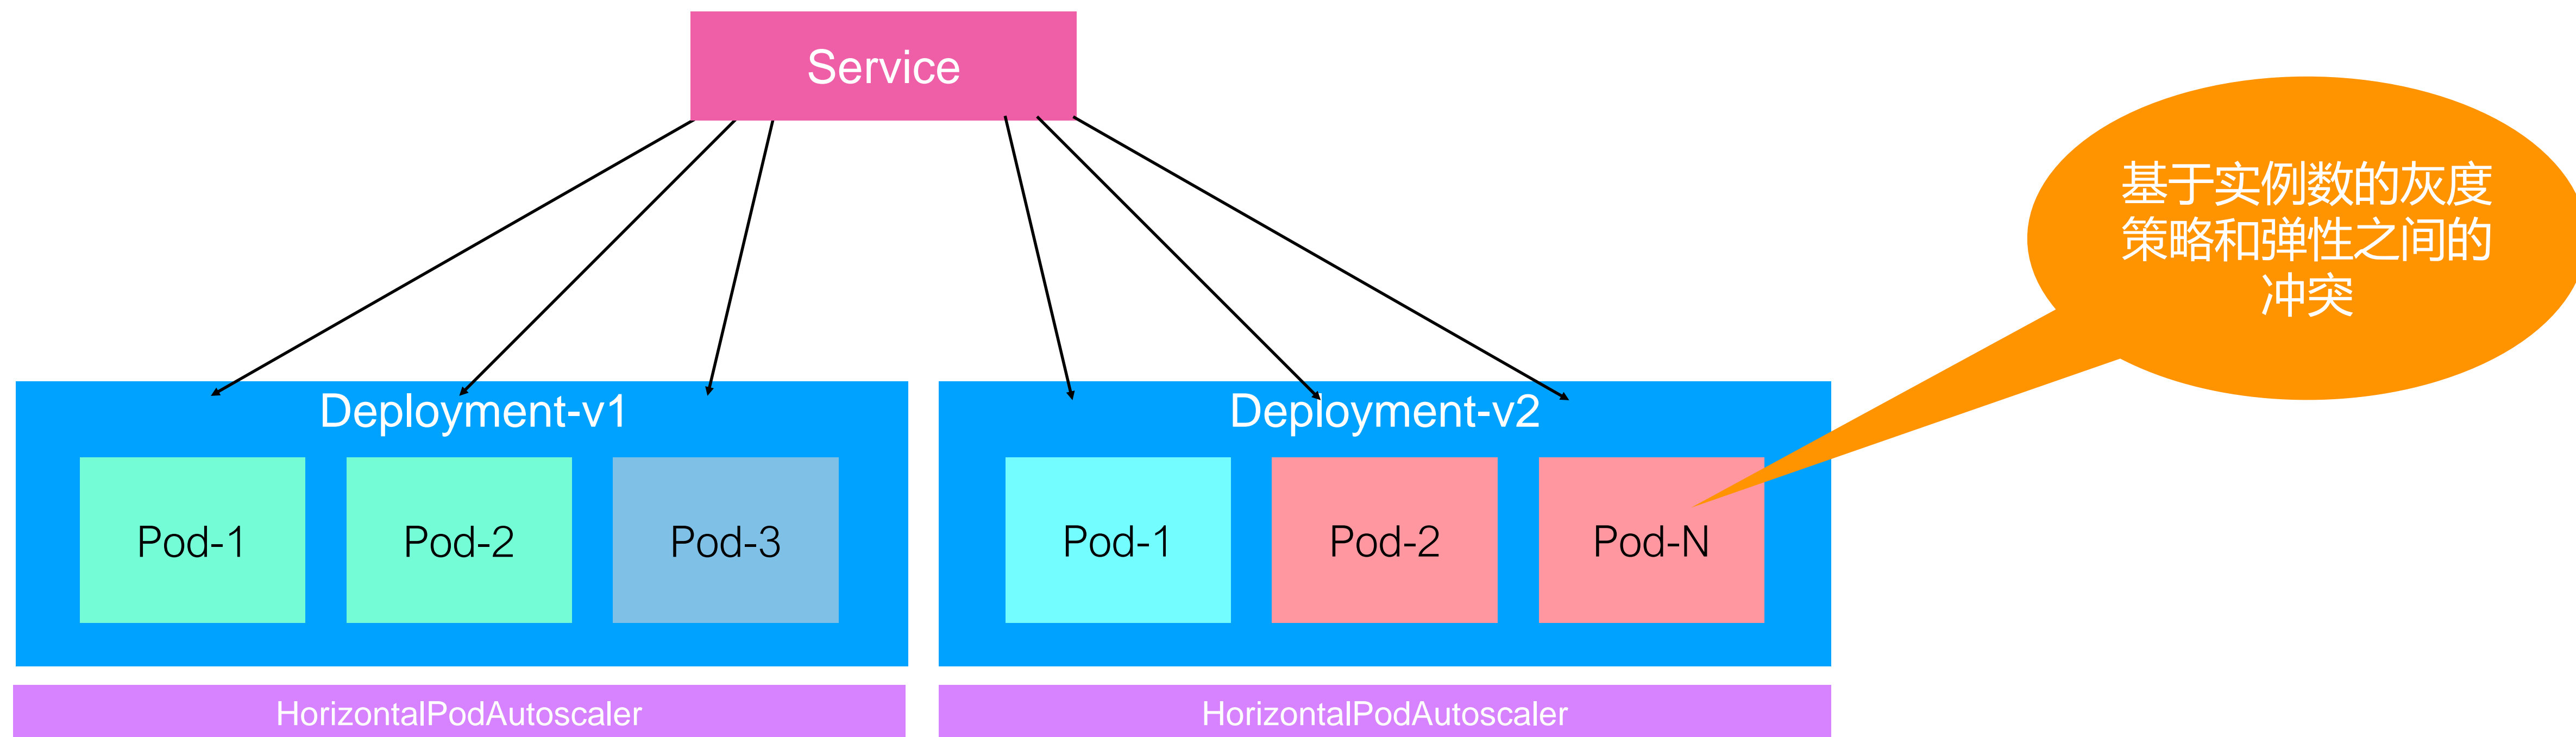 Service
基于实例数的灰度
策略和弹性之间的
冲突
Deployment-v1
Deployment-v2
Pod-1
Pod-2
Pod-3
Pod-1
Pod-2
Pod-N
HorizontalPodAutoscaler
HorizontalPodAutoscaler